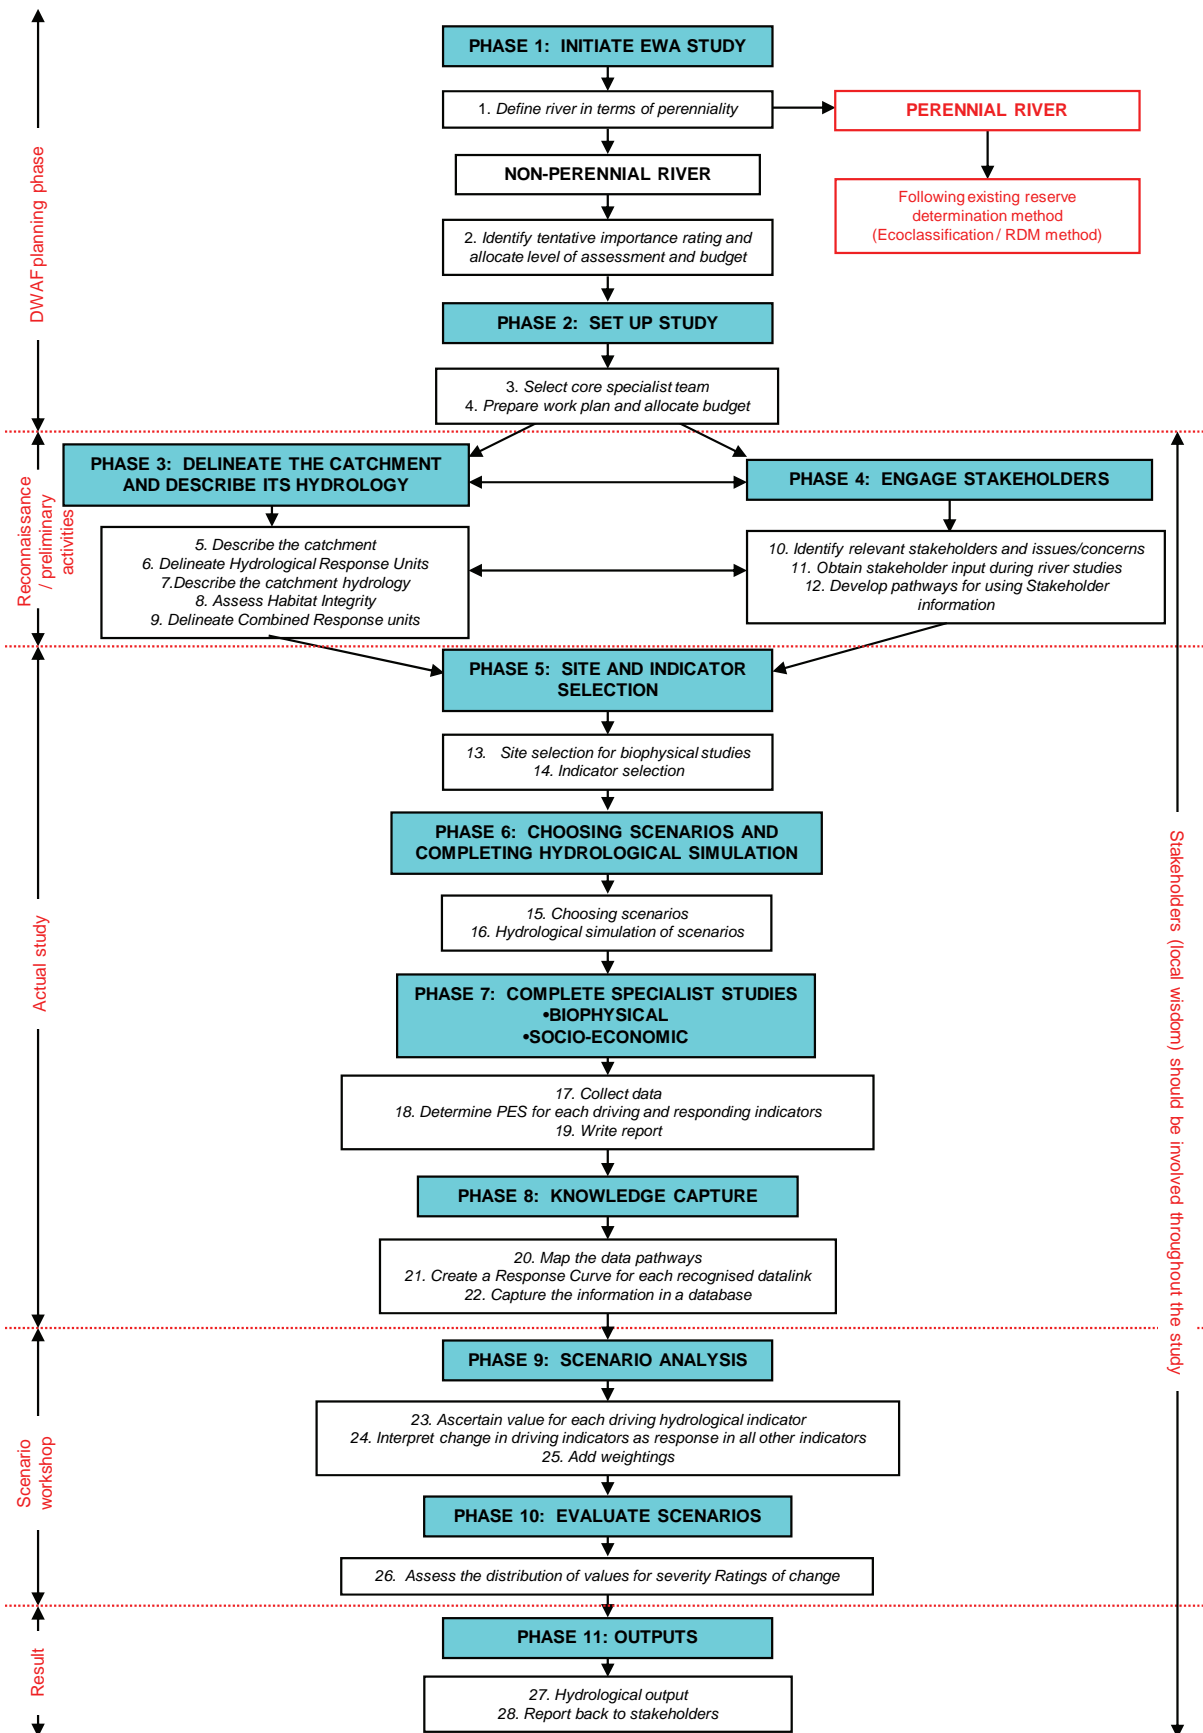 PHASE 1: INITIATE EWA STUDY
1. Define river in terms of perenniality
PERENNIAL RIVER
NON-PERENNIAL RIVER
Following existing reserve
determination method
(Ecoclassification / RDM method)
2. Identify tentative importance rating and
allocate level of assessment and budget
PHASE 2: SET UP STUDY
3. Select core specialist team
4. Prepare work plan and allocate budget
DWAF planning phase
PHASE 3: DELINEATE THE CATCHMENT
AND DESCRIBE ITS HYDROLOGY
PHASE 4: ENGAGE STAKEHOLDERS
5. Describe the catchment
6. Delineate Hydrological Response Units
7.Describe the catchment hydrology
8. Assess Habitat Integrity
9. Delineate Combined Response units
10. Identify relevant stakeholders and issues/concerns
11. Obtain stakeholder input during river studies
12. Develop pathways for using Stakeholder
information
Reconnaissance
/ preliminary
activities
PHASE 5: SITE AND INDICATOR
SELECTION
13. Site selection for biophysical studies
14. Indicator selection
PHASE 6: CHOOSING SCENARIOS AND
COMPLETING HYDROLOGICAL SIMULATION
15. Choosing scenarios
16. Hydrological simulation of scenarios
PHASE 7: COMPLETE SPECIALIST STUDIES
•BIOPHYSICAL
•SOCIO-ECONOMIC
17. Collect data
18. Determine PES for each driving and responding indicators
19. Write report
PHASE 8: KNOWLEDGE CAPTURE
20. Map the data pathways
21. Create a Response Curve for each recognised datalink
22. Capture the information in a database
Actual study
Stakeholders (local wisdom) should be involved throughout the study
PHASE 9: SCENARIO ANALYSIS
23. Ascertain value for each driving hydrological indicator
24. Interpret change in driving indicators as response in all other indicators
25. Add weightings
PHASE 10: EVALUATE SCENARIOS
26. Assess the distribution of values for severity Ratings of change
Scenario
workshop
PHASE 11: OUTPUTS
27. Hydrological output
28. Report back to stakeholders
Result